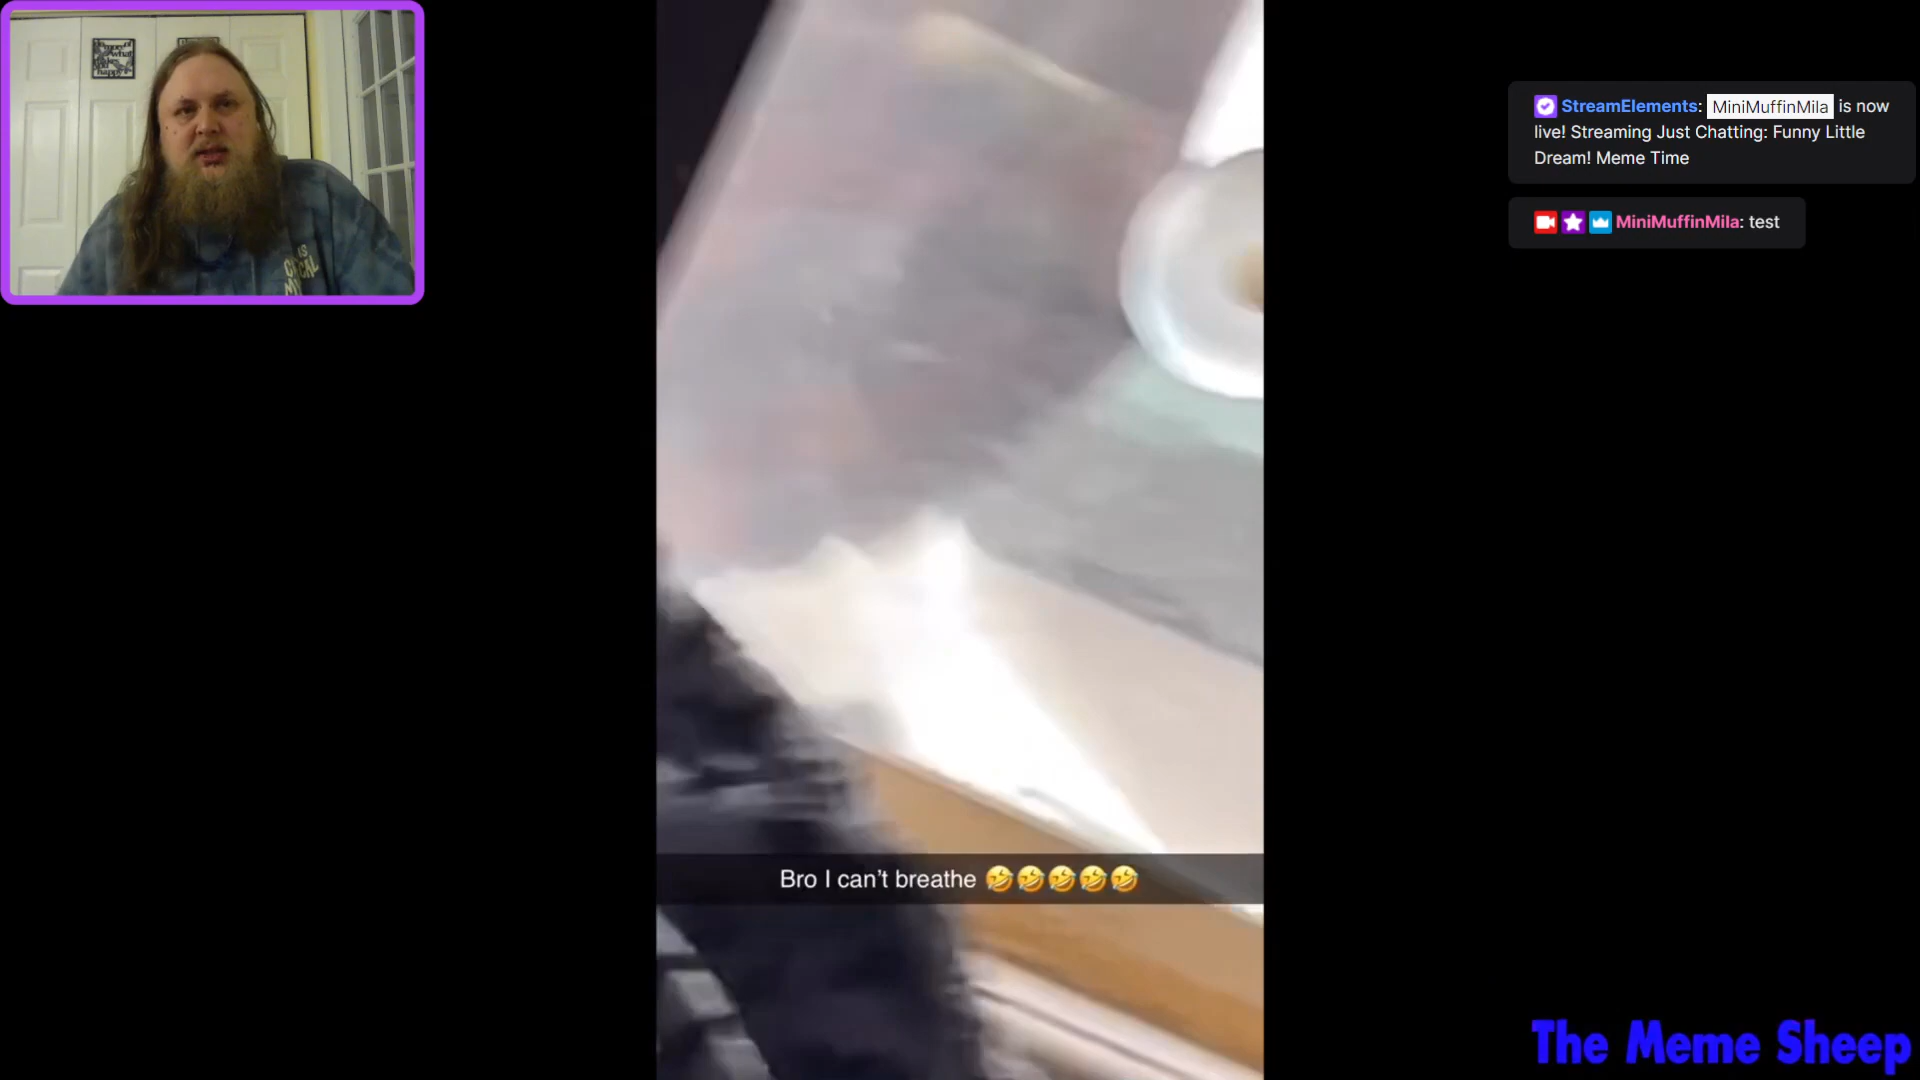 StreamElements: MiniMuffinMila is now
live! Streaming Just Chatting: Funny Little
Dream! Meme Time
MiniMuffinMila: test
Bro I can’t breathe 🤣🤣🤣🤣🤣
The Meme Sheep